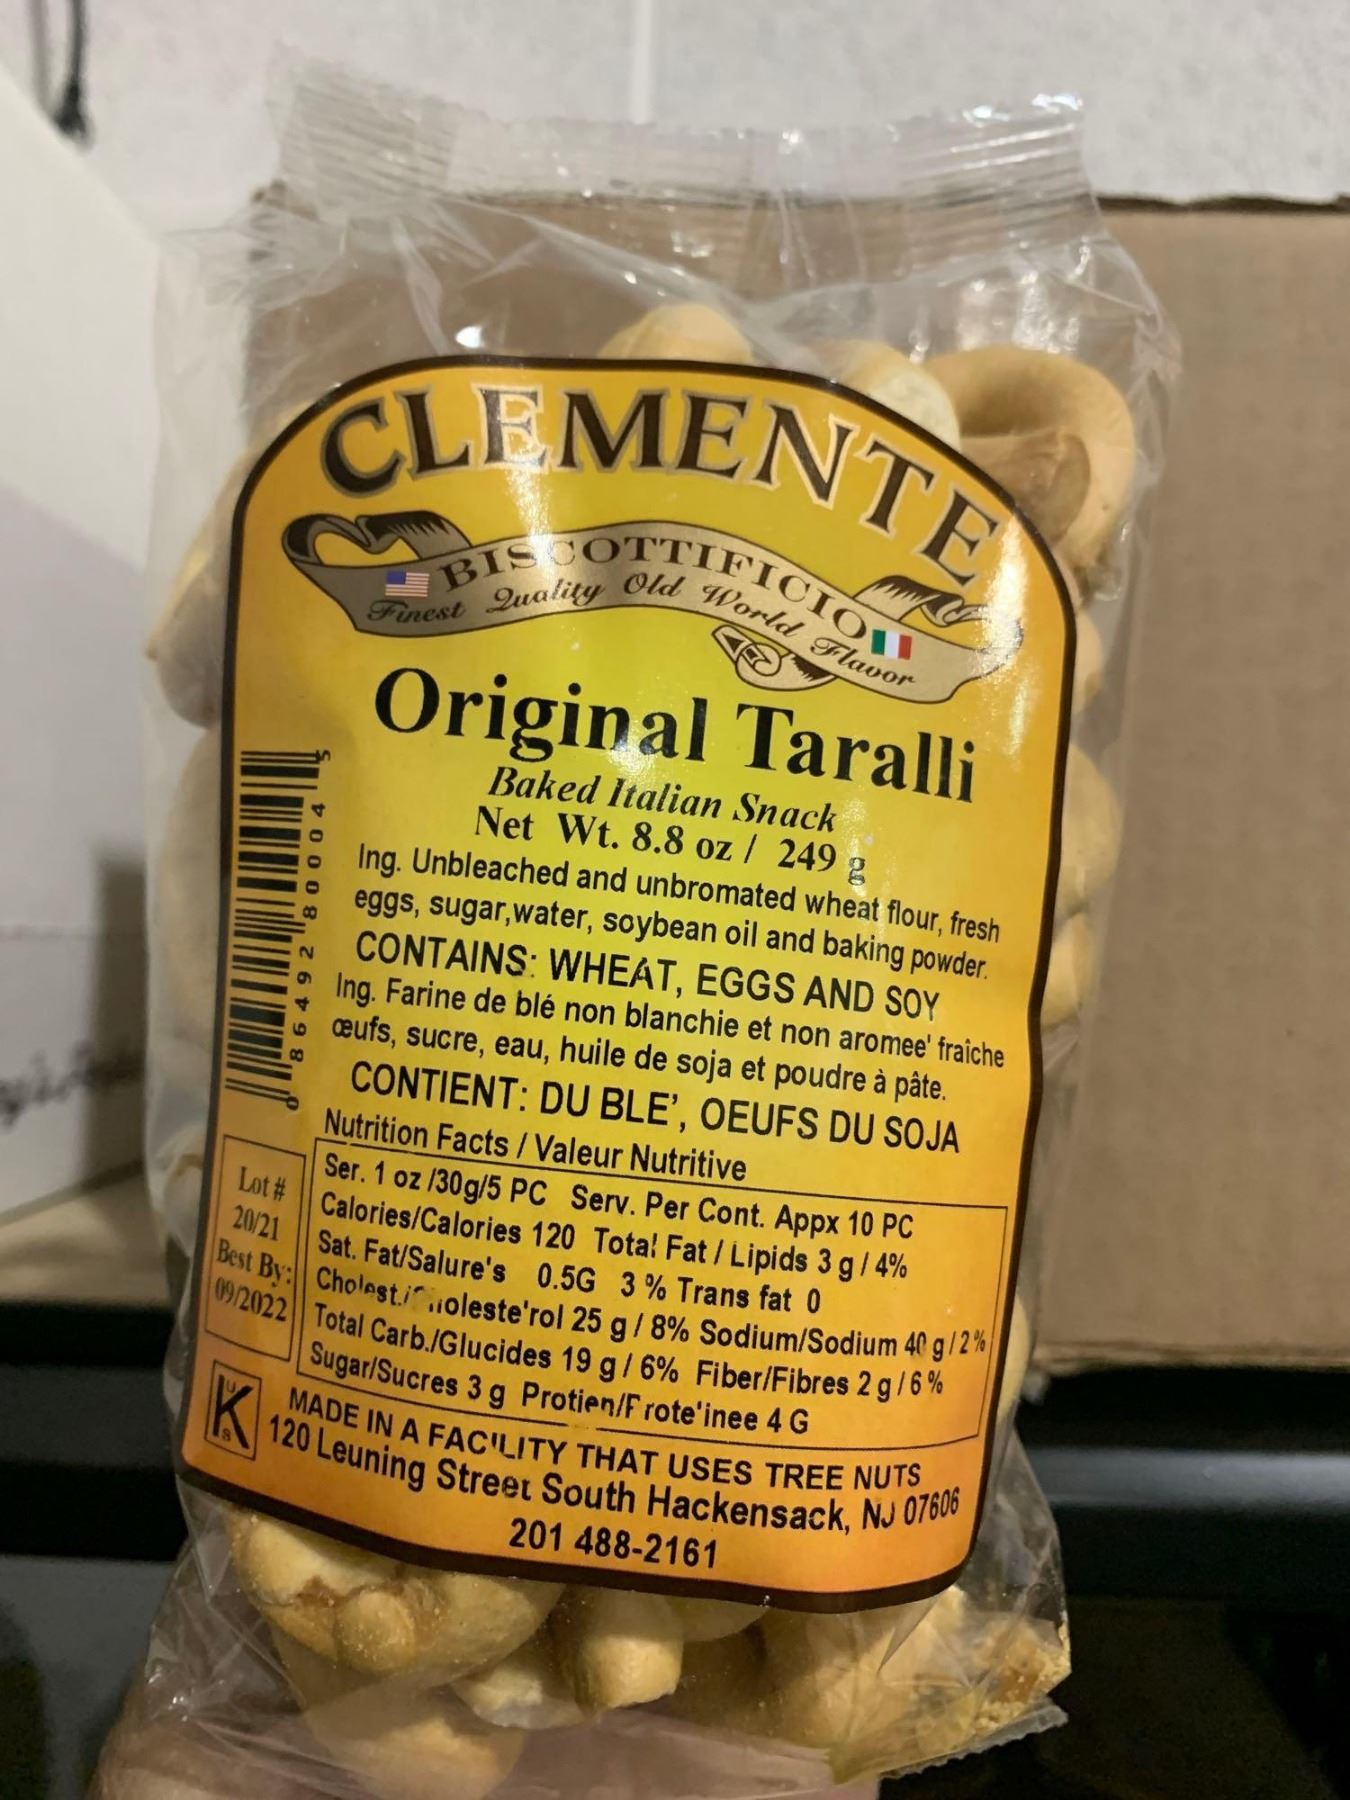 CLEMENTE
BISCOTTIFICIO
Finest Quality Old World Flavor
Original Taralli
Baked Italian Snack
Net Wt. 8.8 oz / 249 g
Ing. Unbleached and unbromated wheat flour, fresh
eggs, sugar,water, soybean oil and baking powder.
CONTAINS: WHEAT, EGGS AND SOY
Ing. Farine de blé non blanchie et non aromee' fraîche
œufs, sucre, eau, huile de soja et poudre à pâte.
CONTIENT: DU BLE', OEUFS DU SOJA
Nutrition Facts / Valeur Nutritive
Ser. 1 oz /30g/5 PC Serv. Per Cont. Appx 10 PC
Calories/Calories 120 Total Fat / Lipids 3 g / 4%
Sat. Fat/Salure's 0.5G 3 % Trans fat 0
25 g / 8% Sodium/Sodium 40 g / 2 %
Total Carb./Glucides 19 g / 6% Fiber/Fibres 2 g / 6 %
Sugar/Sucres 3 g Protien/Frote'inee 4 G
MADE IN A FACILITY THAT USES TREE NUTS
120 Leuning Street South Hackensack, NJ 07606
201 488-2161
0 86492 80004 5
Lot #
20/21
Best By:
09/2022
K